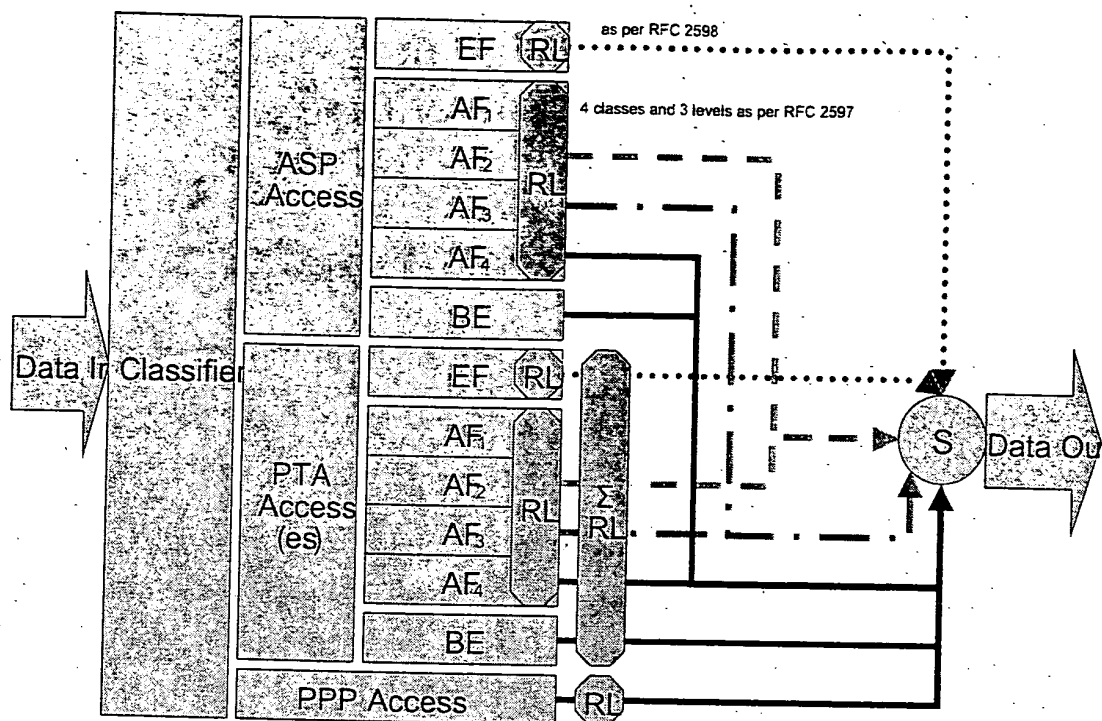 as per RFC 2598
EF RL
AF1
4 classes and 3 levels as per RFC 2597
AF2
ASP
Access
RL
AF3
AF4
BE
Data In Classifier
EF RL
AF1
S
Data Ou
PTA
Access
(es)
AF2
RL
Σ
RL
AF3
AF4
BE
PPP Access RL